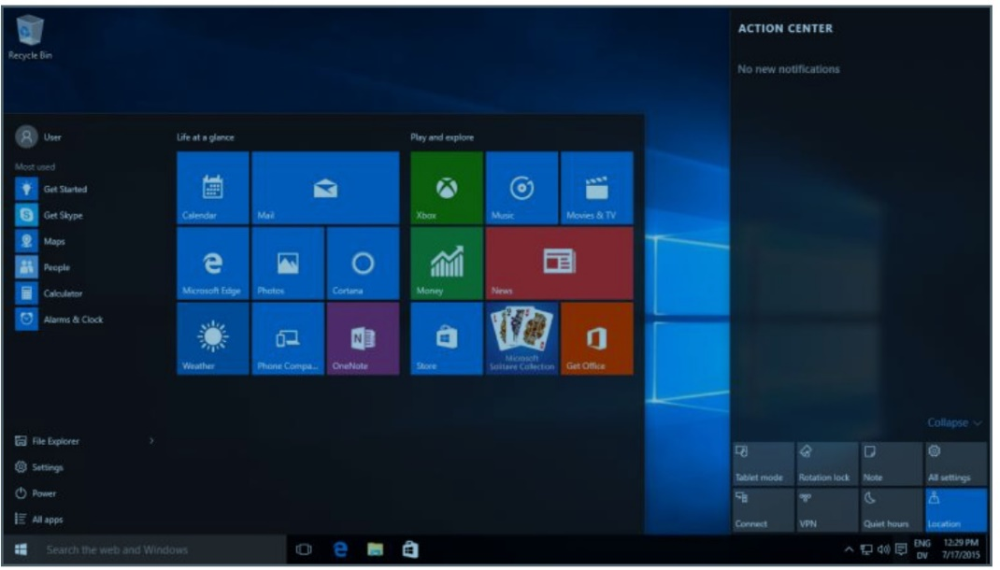 Recycle Bin
ACTION CENTER
No new notifications
User
Most used
Get Started
Get Skype
Maps
People
Calculator
Alarms & Clock
File Explorer
Settings
Power
All apps
Life at a glance
Calendar
Mail
Microsoft Edge
Photos
Cortana
Weather
Phone Compa...
OneNote
Play and explore
Xbox
Music
Movies & TV
Money
News
Store
Microsoft
Solitaire Collection
Get Office
Collapse
Tablet mode
Rotation lock
Note
All settings
Connect
VPN
Quiet hours
Location
Search the web and Windows
ENG
DV
12:29 PM
7/17/2015